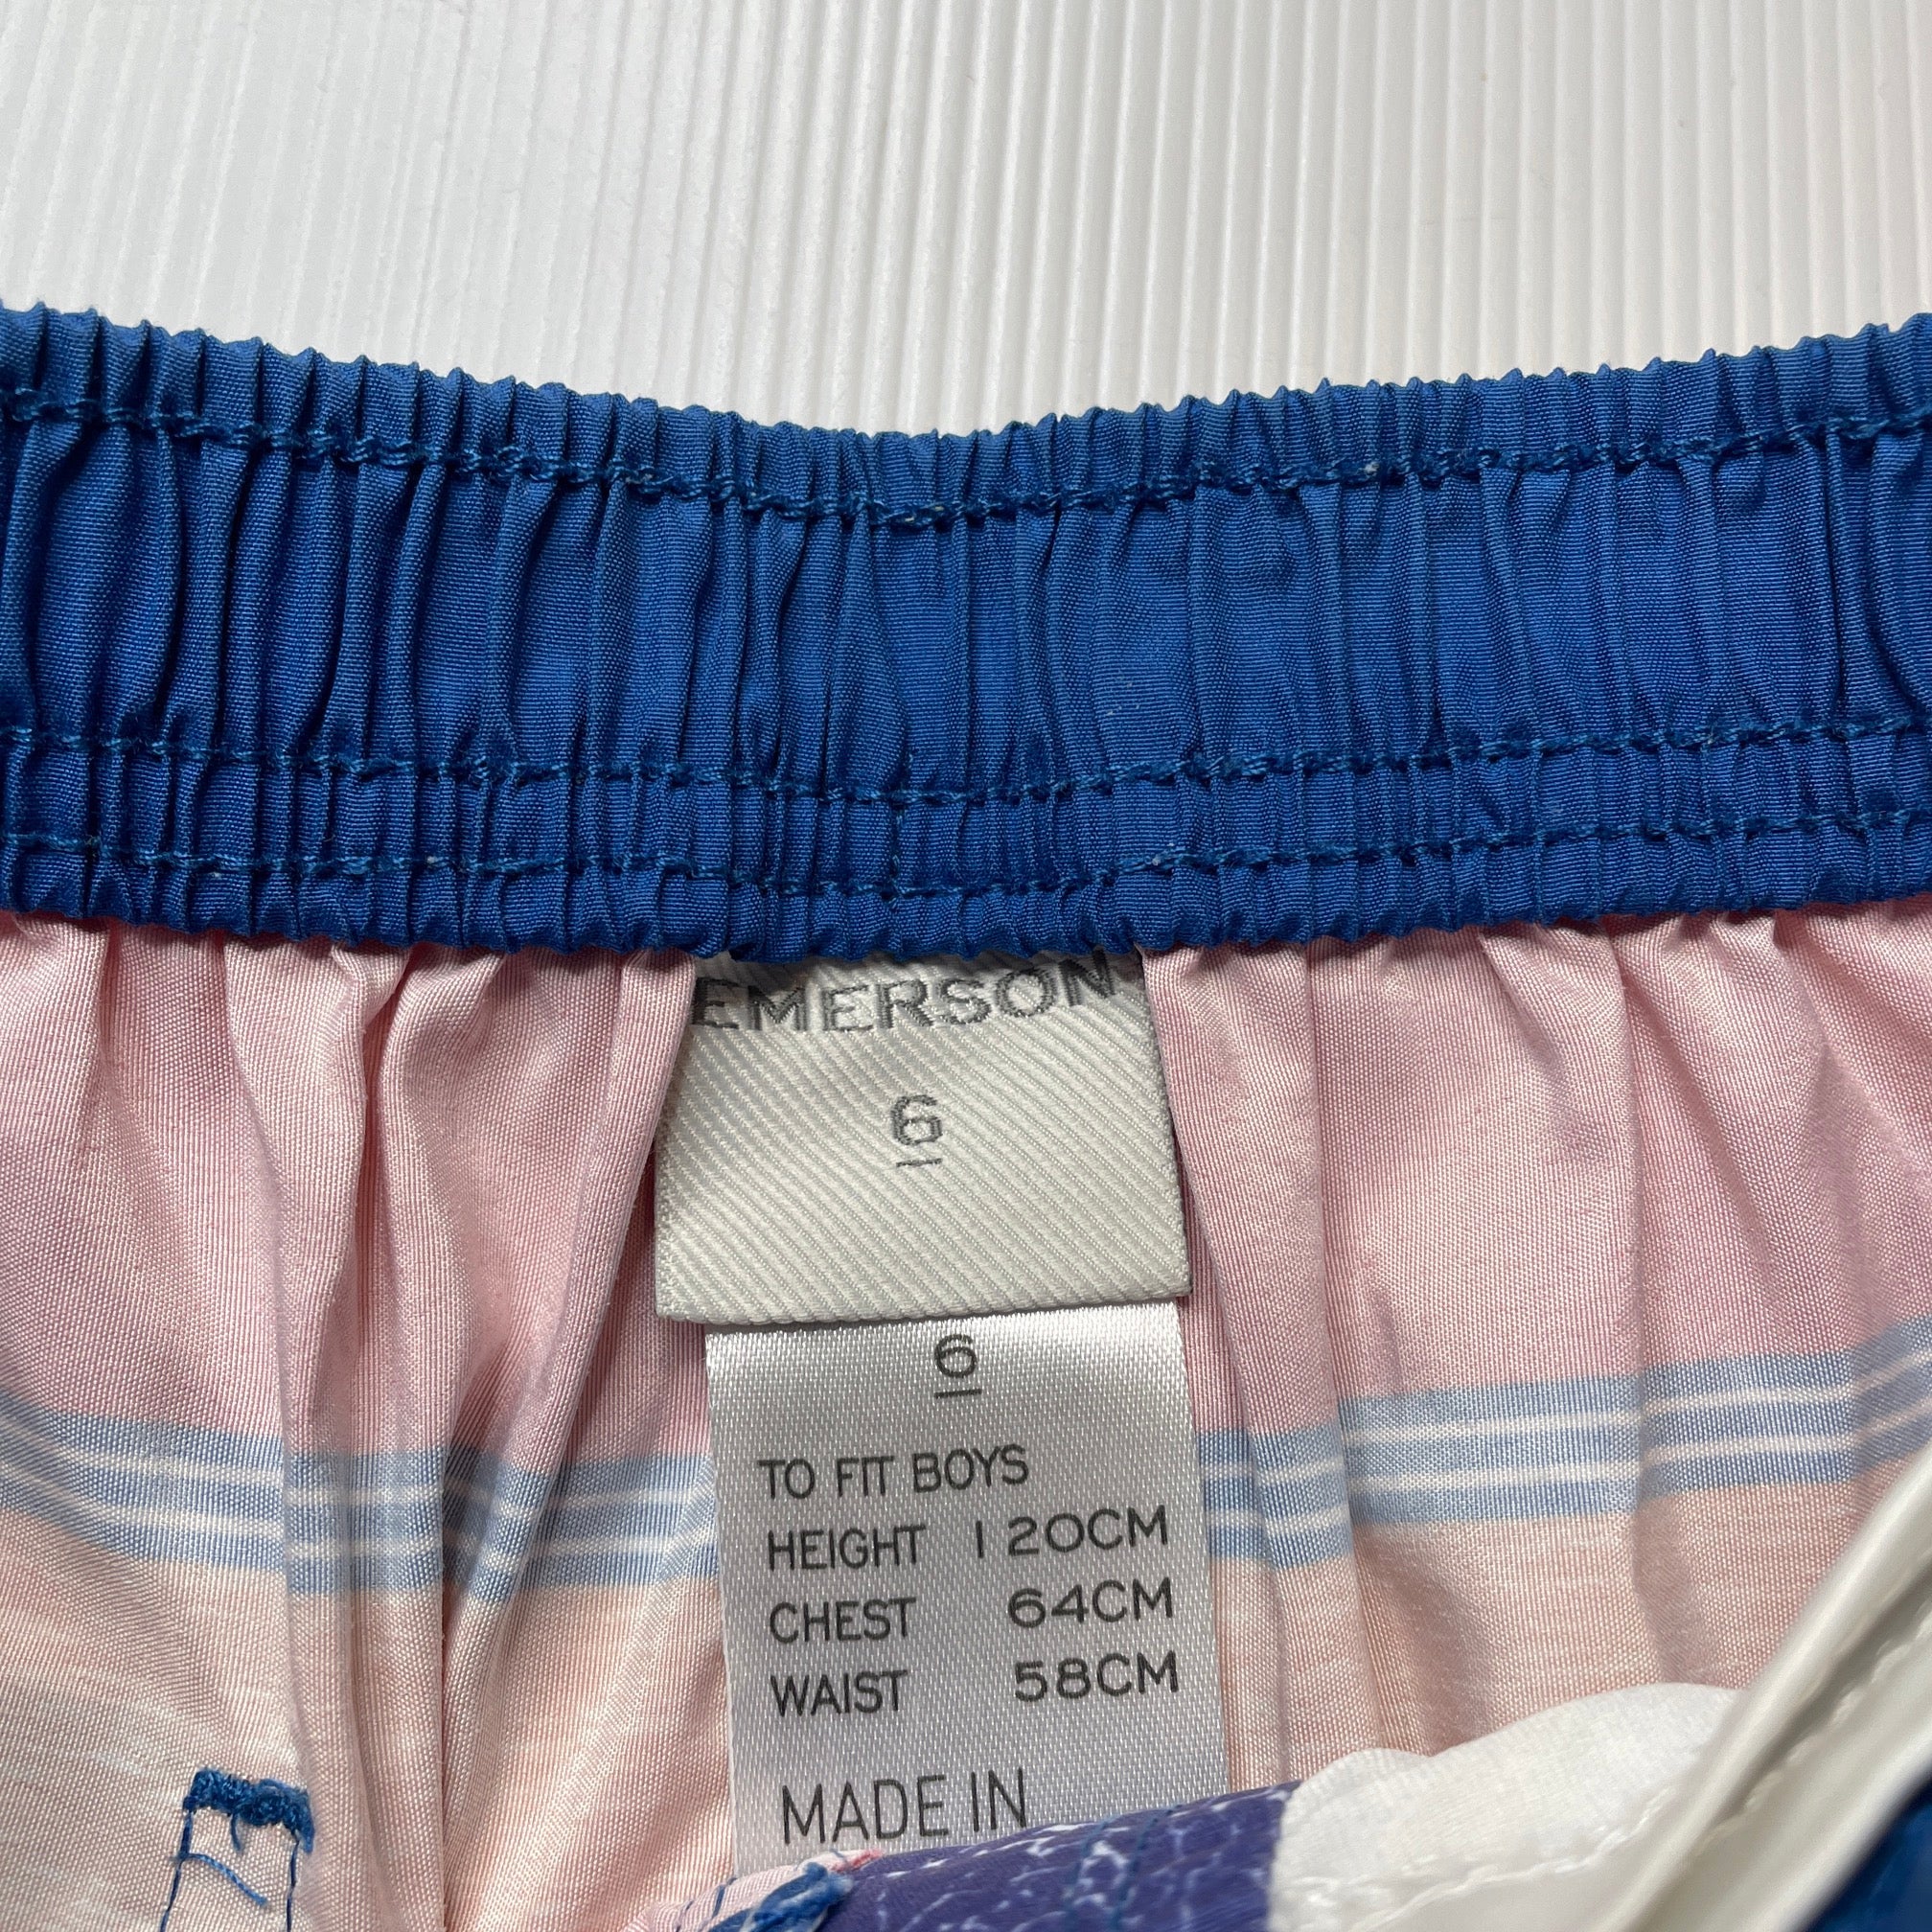 EMERSON
6
6
TO FIT BOYS
HEIGHT 120CM
CHEST 64CM
WAIST 58CM
MADE IN